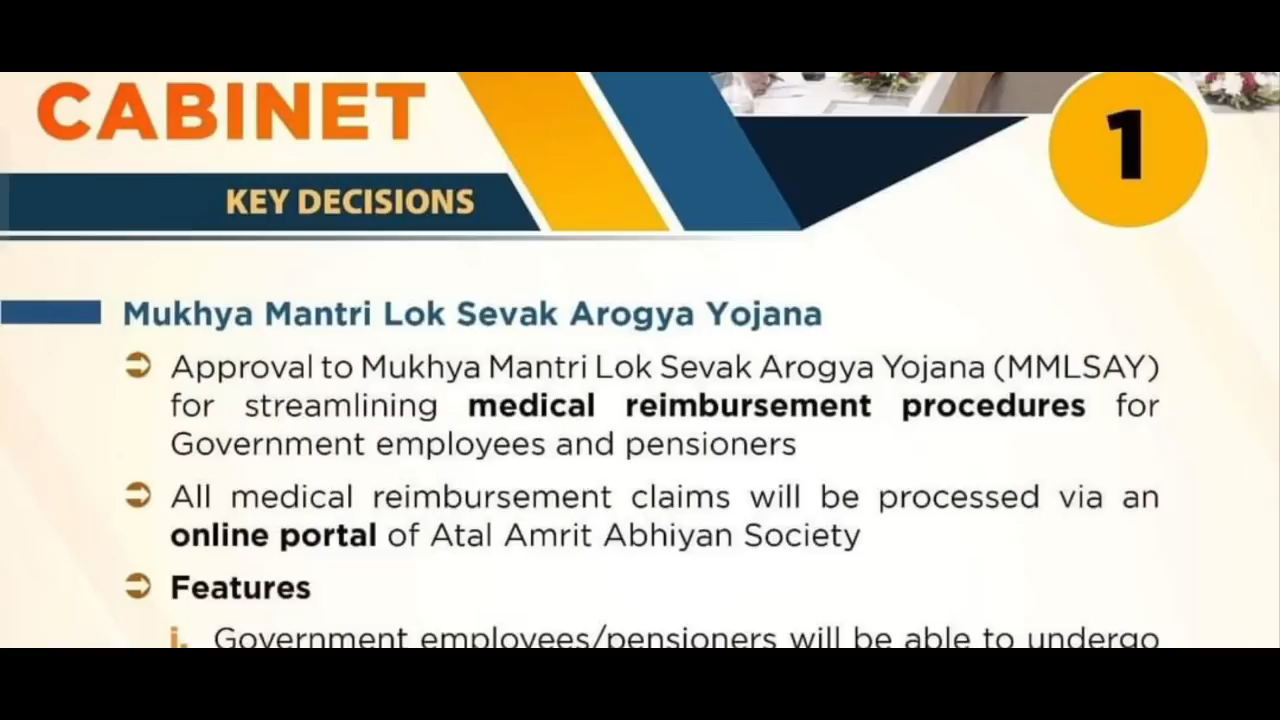 CABINET
1
KEY DECISIONS
Mukhya Mantri Lok Sevak Arogya Yojana
Approval to Mukhya Mantri Lok Sevak Arogya Yojana (MMLSAY)
for streamlining medical reimbursement procedures for
Government employees and pensioners
All medical reimbursement claims will be processed via an
online portal of Atal Amrit Abhiyan Society
Features
i. Government employees/pensioners will be able to undergo